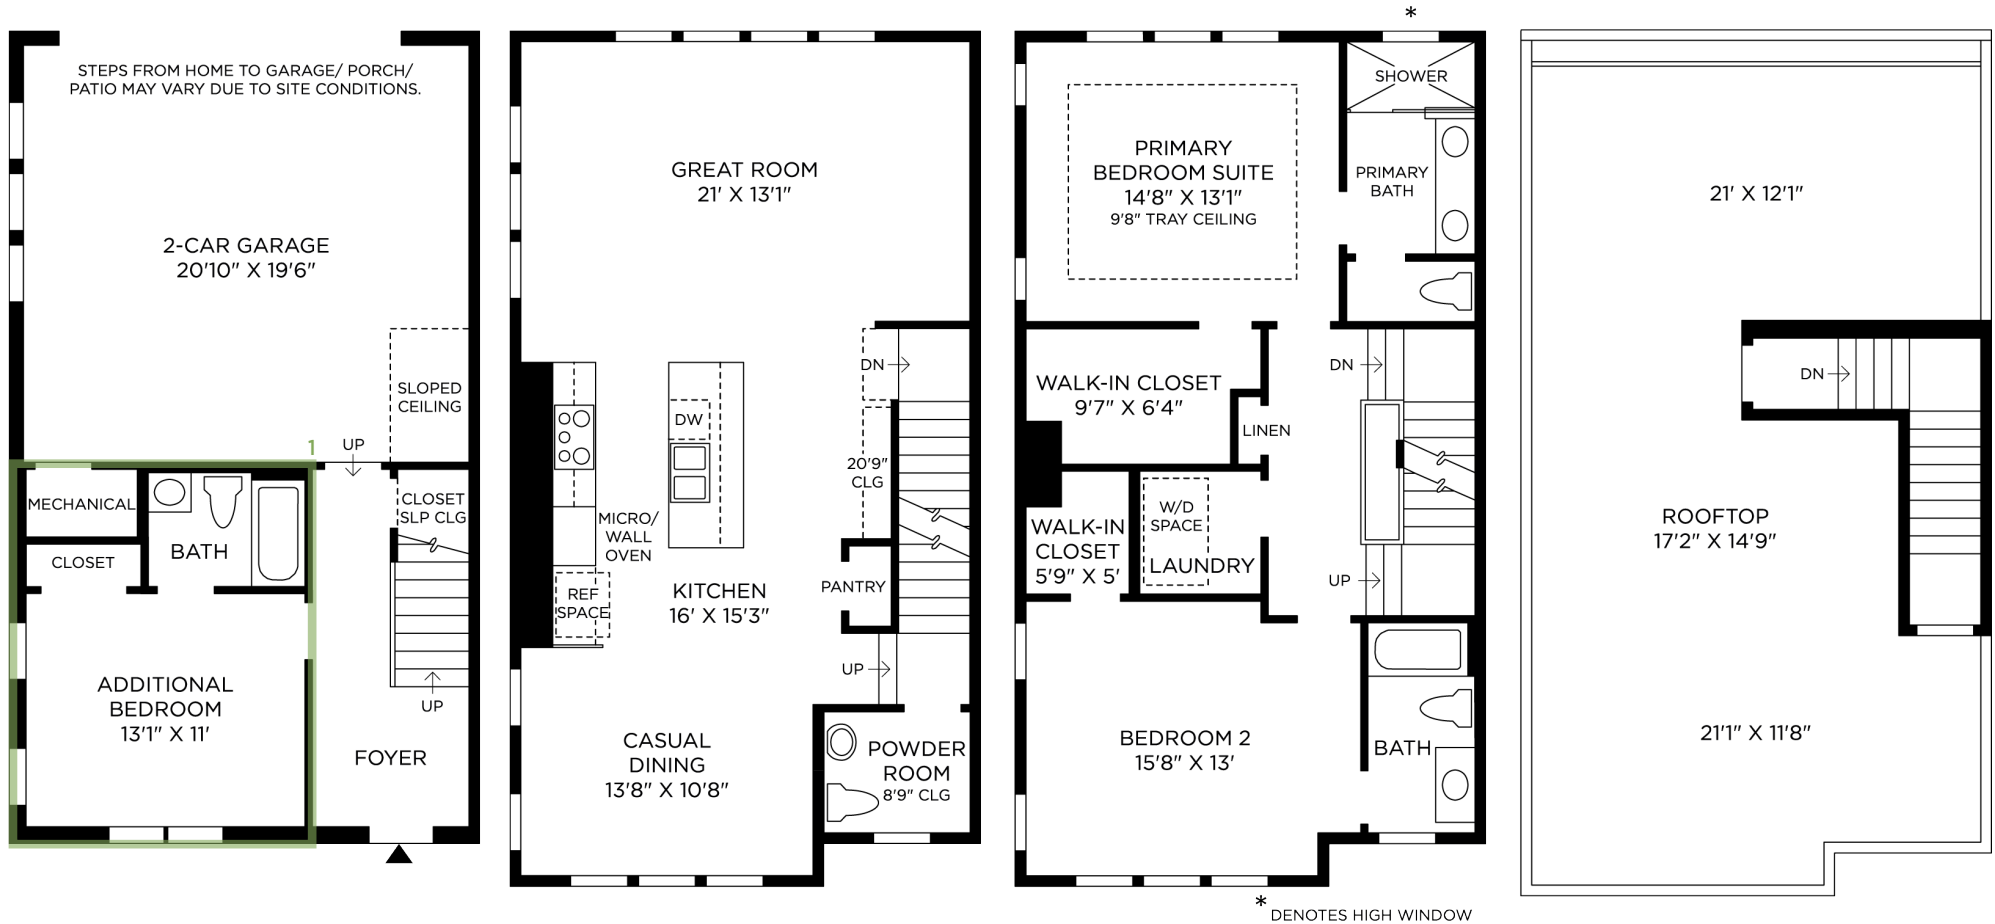 STEPS FROM HOME TO GARAGE/ PORCH/
PATIO MAY VARY DUE TO SITE CONDITIONS.
2-CAR GARAGE
20'10" X 19'6"
SLOPED
CEILING
1
UP
MECHANICAL
CLOSET
SLP CLG
BATH
CLOSET
ADDITIONAL
BEDROOM
13'1" X 11'
UP
FOYER
GREAT ROOM
21' X 13'1"
DN
DW
20'9"
CLG
MICRO/
WALL
OVEN
REF
SPACE
KITCHEN
16' X 15'3"
PANTRY
UP
CASUAL
DINING
13'8" X 10'8"
POWDER
ROOM
8'9" CLG
*
SHOWER
PRIMARY
BEDROOM SUITE
14'8" X 13'1"
9'8" TRAY CEILING
PRIMARY
BATH
WALK-IN CLOSET
9'7" X 6'4"
DN
LINEN
WALK-IN
CLOSET
5'9" X 5'
W/D
SPACE
LAUNDRY
UP
BEDROOM 2
15'8" X 13'
BATH
* DENOTES HIGH WINDOW
21' X 12'1"
DN
ROOFTOP
17'2" X 14'9"
21'1" X 11'8"